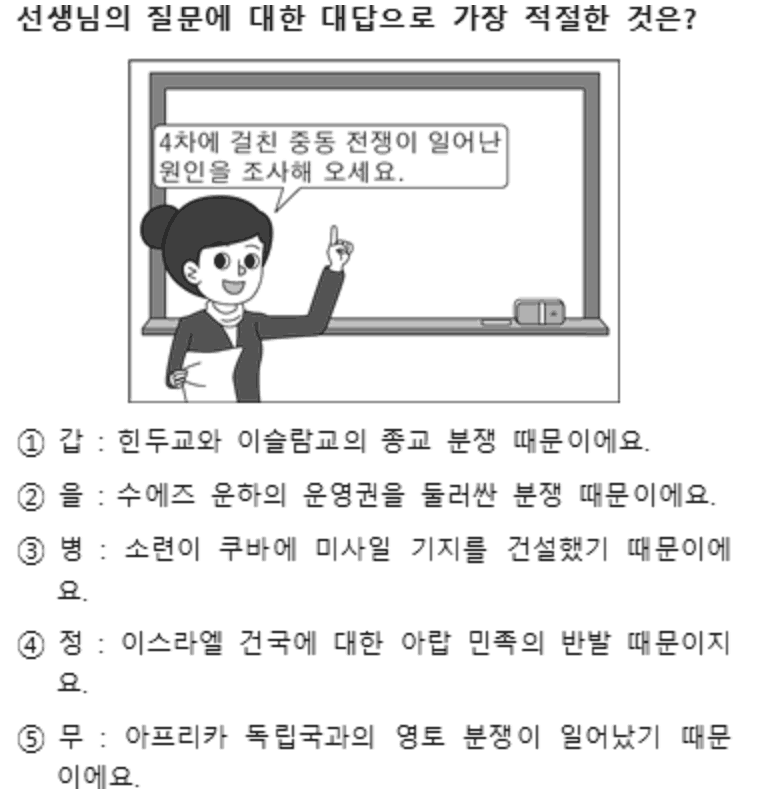 선생님의 질문에 대한 대답으로 가장 적절한 것은?
4차에 걸친 중동 전쟁이 일어난
원인을 조사해 오세요.
① 갑 : 힌두교와 이슬람교의 종교 분쟁 때문이에요.
② 을 : 수에즈 운하의 운영권을 둘러싼 분쟁 때문이에요.
③ 병 : 소련이 쿠바에 미사일 기지를 건설했기 때문이에
요.
④ 정 : 이스라엘 건국에 대한 아랍 민족의 반발 때문이지
요.
⑤ 무 : 아프리카 독립국과의 영토 분쟁이 일어났기 때문
이에요.